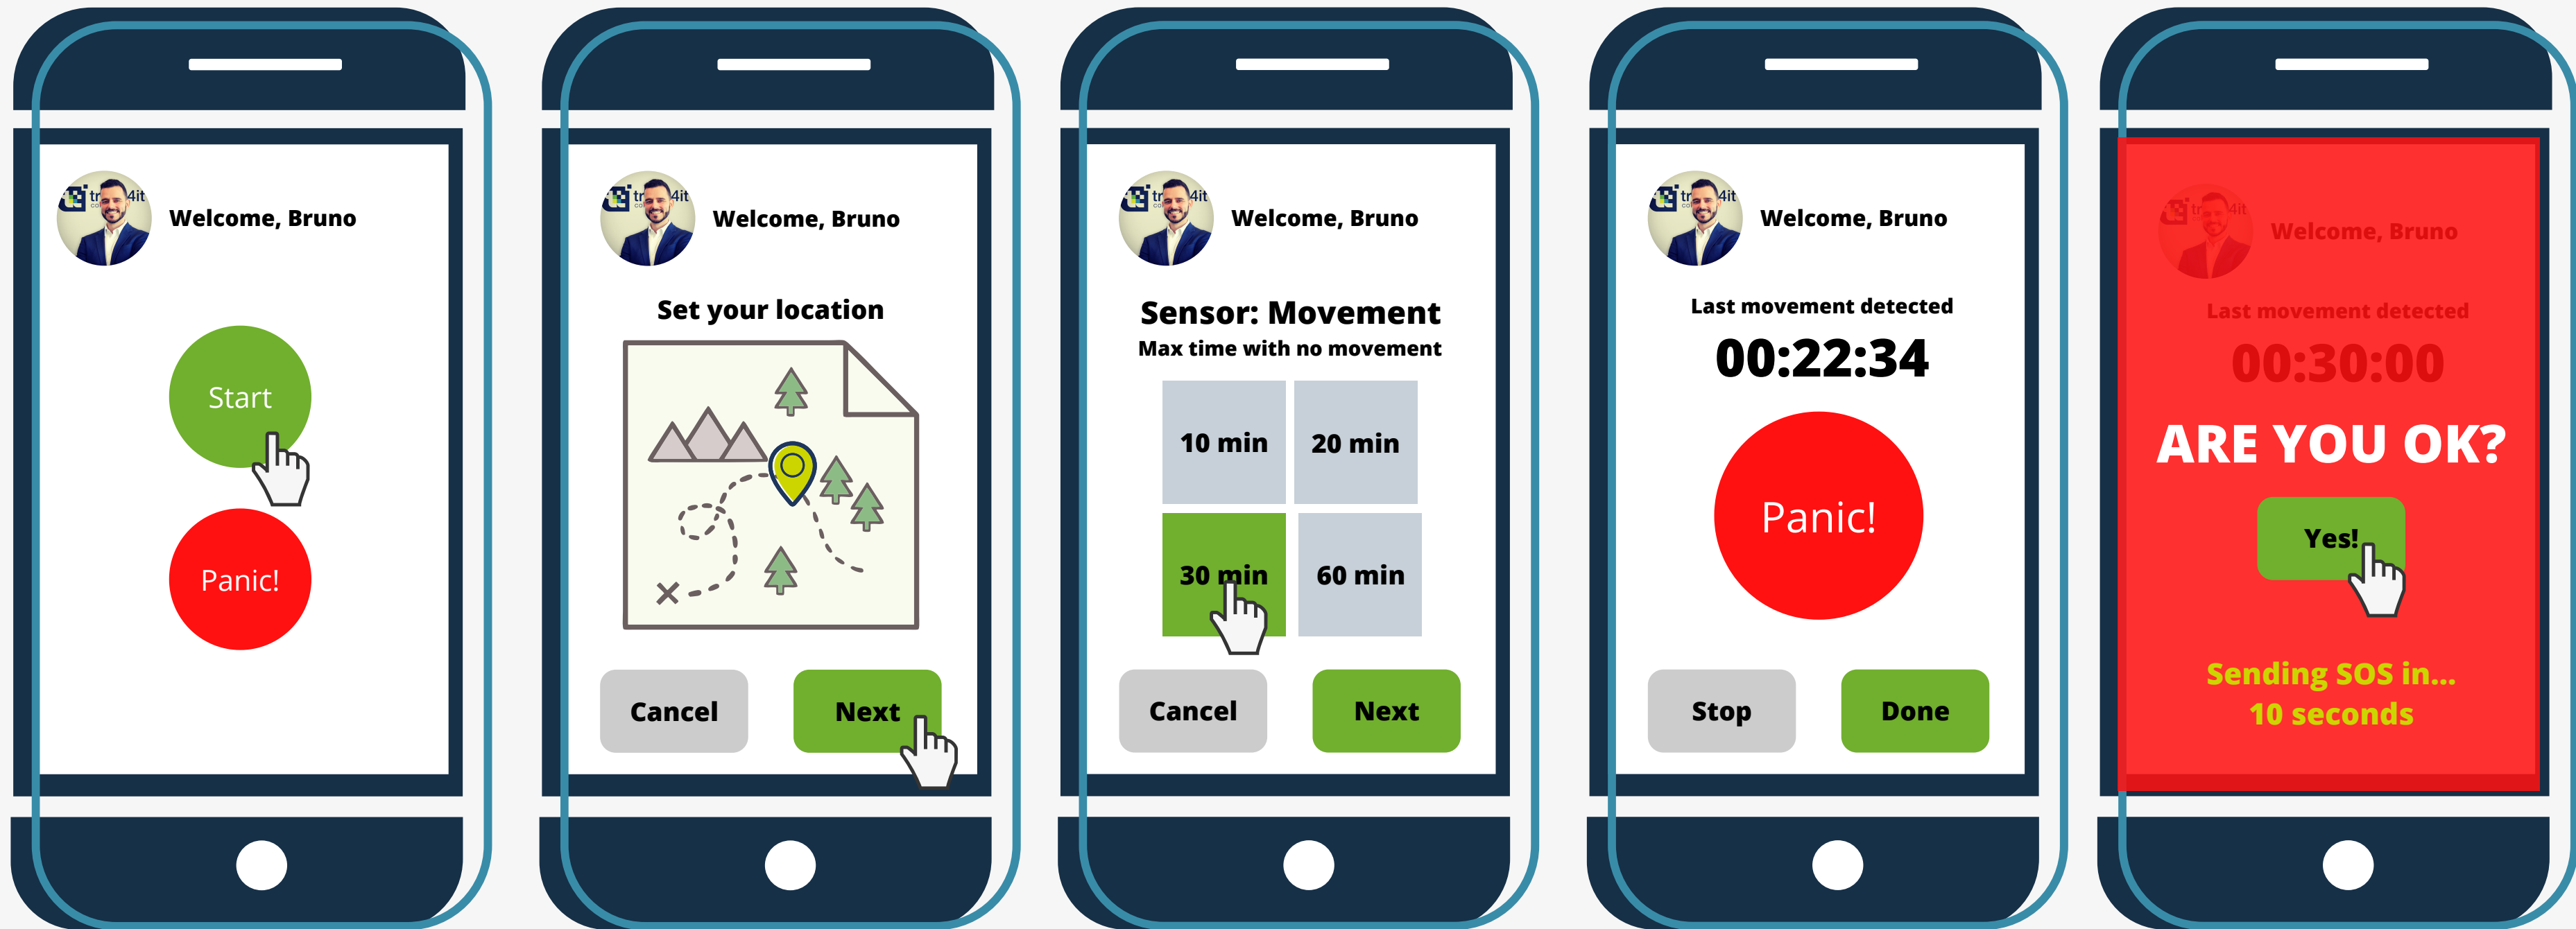 Welcome, Bruno
Start
Panic!
Welcome, Bruno
Set your location
Cancel
Next
Welcome, Bruno
Sensor: Movement
Max time with no movement
10 min
20 min
30 min
60 min
Cancel
Next
Welcome, Bruno
Last movement detected
00:22:34
Panic!
Stop
Done
Welcome, Bruno
Last movement detected
00:30:00
ARE YOU OK?
Yes!
Sending SOS in...
10 seconds